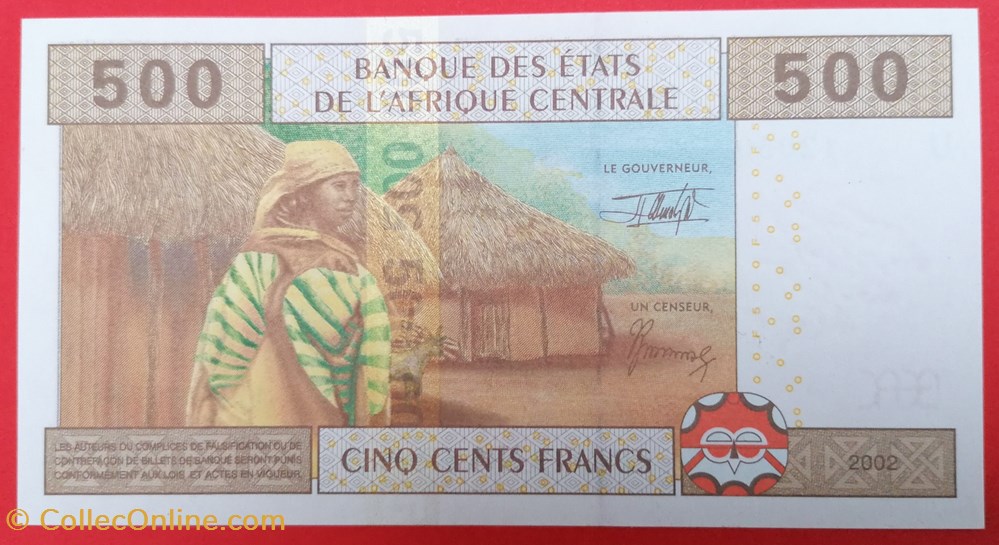 500
BANQUE DES ÉTATS
DE L'AFRIQUE CENTRALE
500
LE GOUVERNEUR,
UN CENSEUR,
LES AUTEURS OU COMPLICES DE FALSIFICATION OU DE
CONTREFAÇON DE BILLETS DE BANQUE SERONT PUNIS
CONFORMEMENT AUX LOIS ET ACTES EN VIGUEUR.
CINQ CENTS FRANCS
2002
© CollecOnline.com